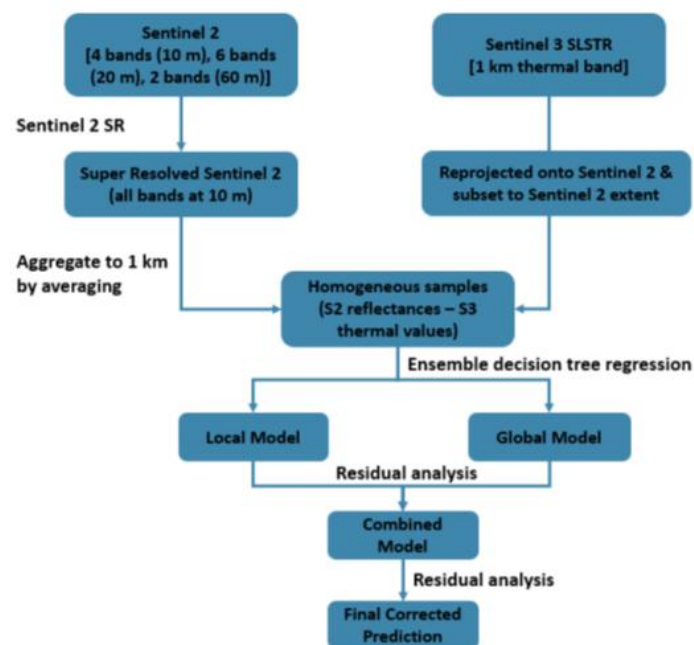 Sentinel 2
[4 bands (10 m), 6 bands
(20 m), 2 bands (60 m)]
Sentinel 3 SLSTR
[1 km thermal band]
Sentinel 2 SR
Super Resolved Sentinel 2
(all bands at 10 m)
Reprojected onto Sentinel 2 &
subset to Sentinel 2 extent
Aggregate to 1 km
by averaging
Homogeneous samples
(S2 reflectances – S3
thermal values)
Ensemble decision tree regression
Local Model
Global Model
Residual analysis
Combined
Model
Residual analysis
Final Corrected
Prediction